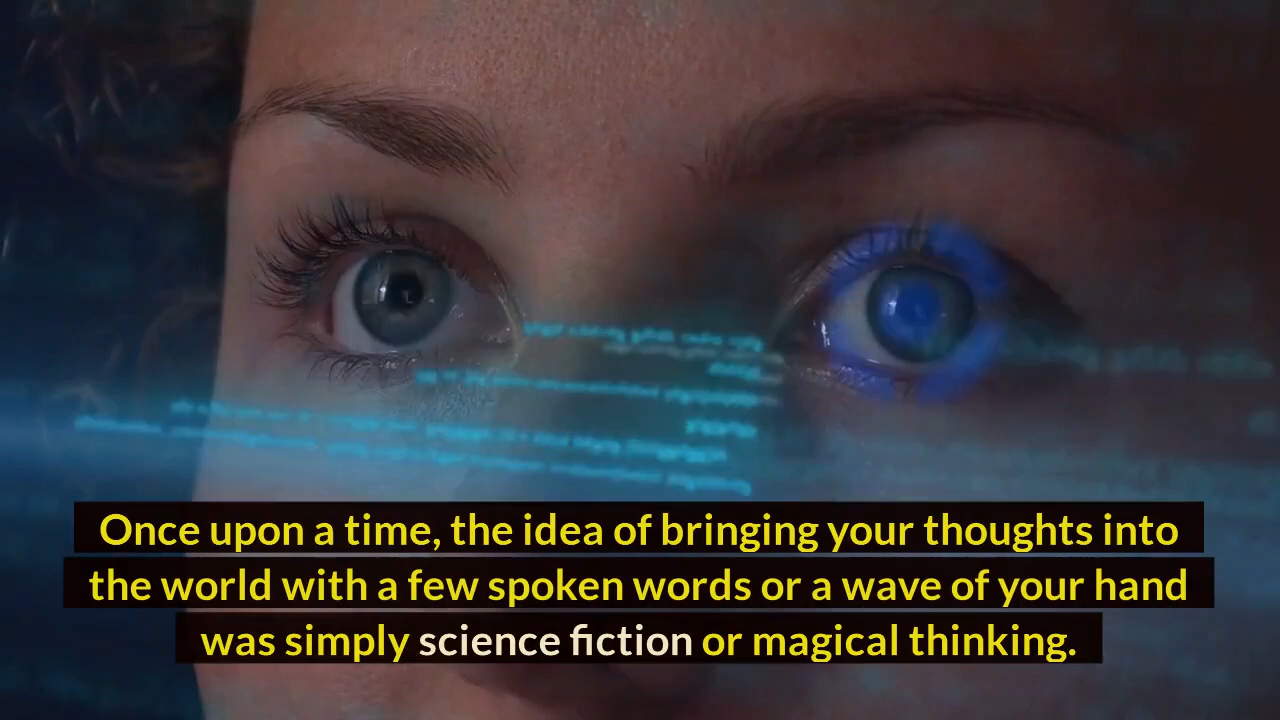 Once upon a time, the idea of bringing your thoughts into
the world with a few spoken words or a wave of your hand
was simply science fiction or magical thinking.